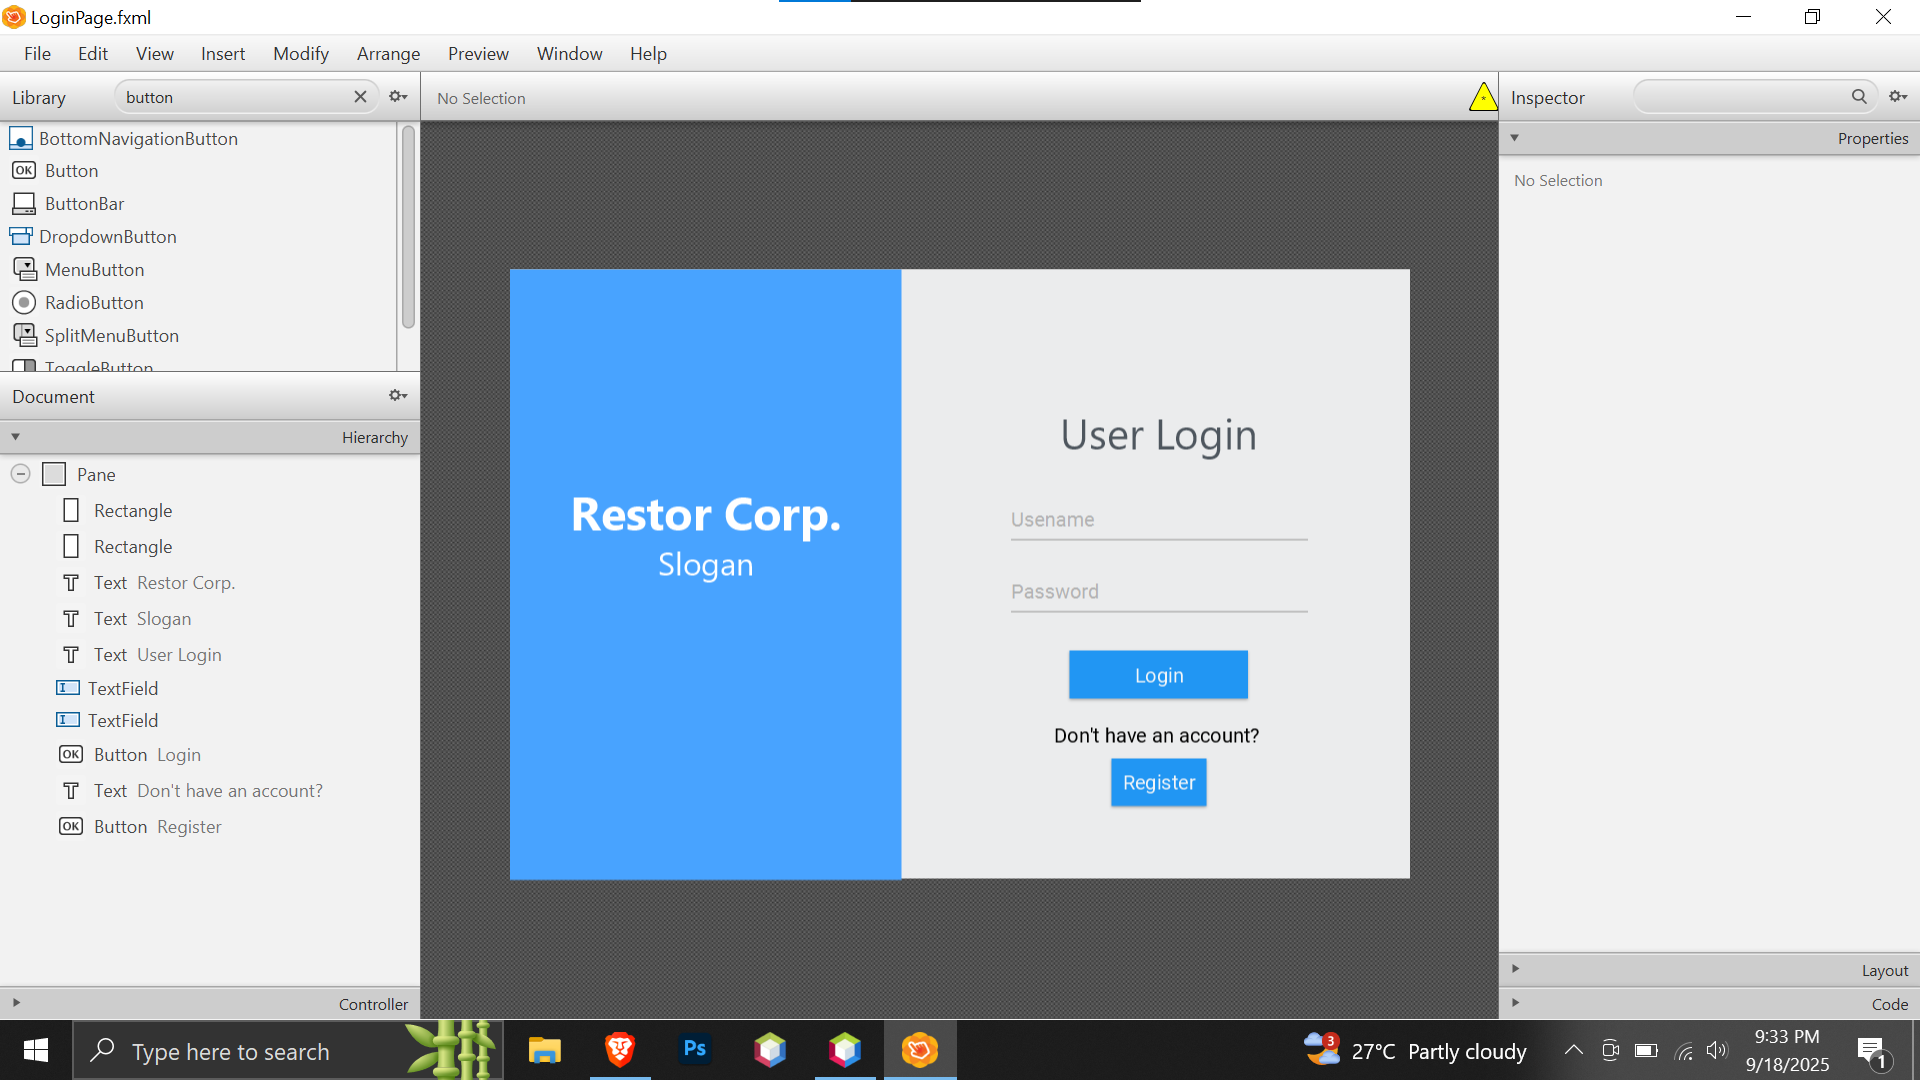 LoginPage.fxml
File Edit View Insert Modify Arrange Preview Window Help
Library
button
No Selection
Inspector
BottomNavigationButton
OK Button
ButtonBar
DropdownButton
MenuButton
RadioButton
SplitMenuButton
ToggleButton
Document
Hierarchy
Pane
Rectangle
Rectangle
Text Restor Corp.
Text Slogan
Text User Login
TextField
TextField
OK Button Login
Text Don't have an account?
OK Button Register
Controller
Restor Corp.
Slogan
User Login
Usename
Password
Login
Don't have an account?
Register
Properties
No Selection
Layout
Code
Type here to search
Ps
3
27°C Partly cloudy
9:33 PM
9/18/2025
1